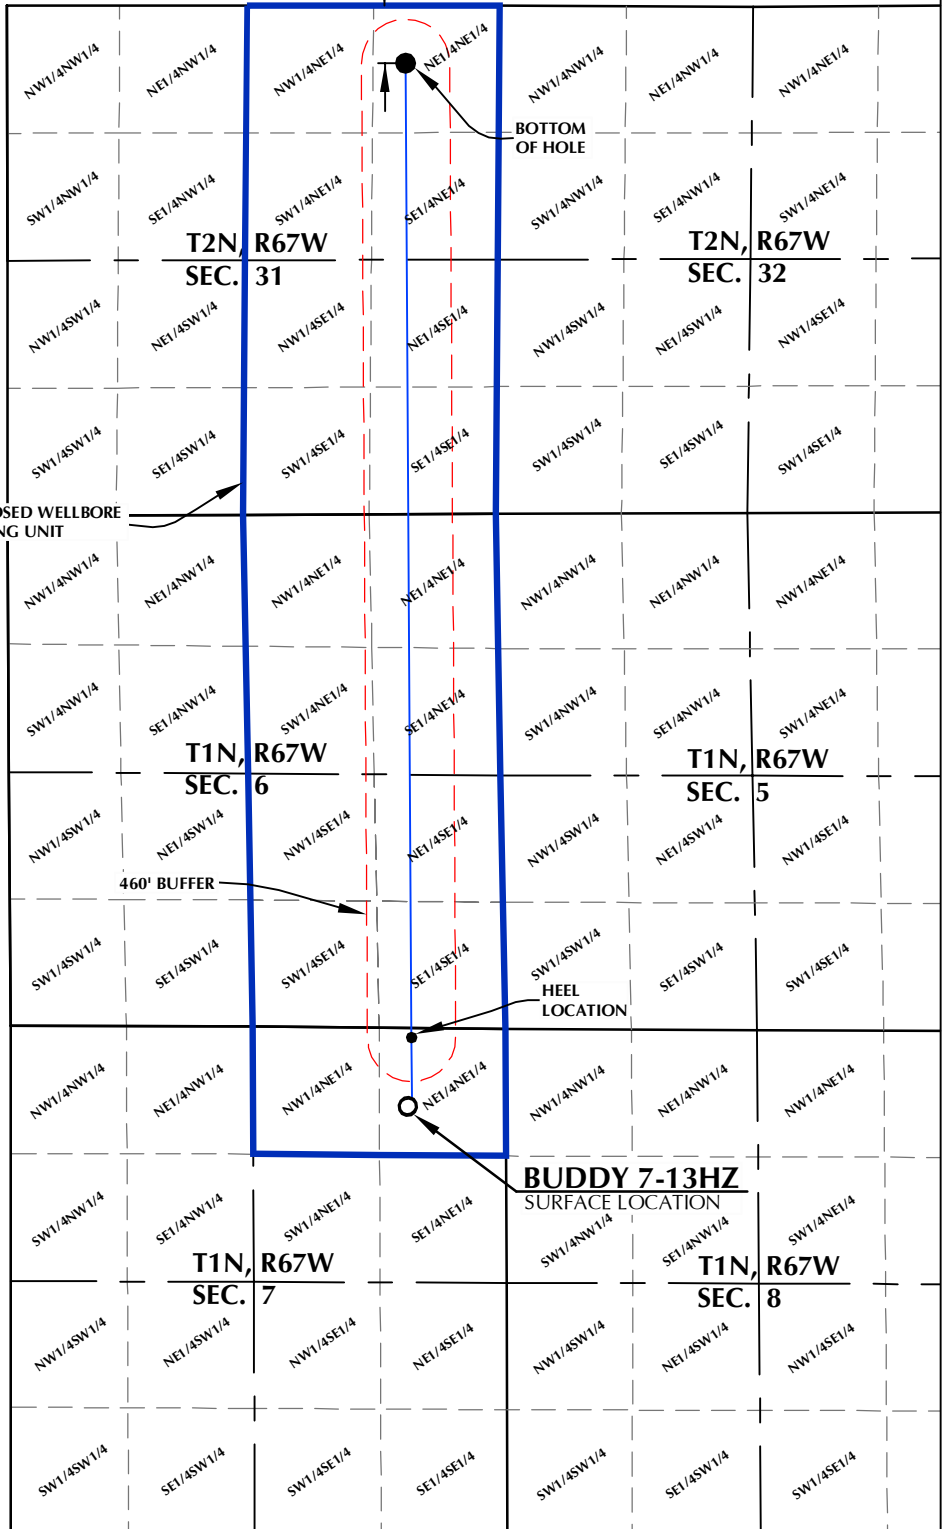 NW1/4NW1/4
NE1/4NW1/4
NW1/4NE1/4
NE1/4NE1/4
NW1/4NW1/4
NE1/4NW1/4
NW1/4NE1/4
BOTTOM
OF HOLE
SW1/4NW1/4
SE1/4NW1/4
SW1/4NE1/4
SE1/4NE1/4
SW1/4NW1/4
SE1/4NW1/4
SW1/4NE1/4
T2N, R67W
SEC. 31
T2N, R67W
SEC. 32
NW1/4SW1/4
NE1/4SW1/4
NW1/4SE1/4
NE1/4SE1/4
NW1/4SW1/4
NE1/4SW1/4
NW1/4SE1/4
SW1/4SW1/4
SE1/4SW1/4
SW1/4SE1/4
SE1/4SE1/4
SW1/4SW1/4
SE1/4SW1/4
SW1/4SE1/4
OSED WELLBORE
NG UNIT
NW1/4NW1/4
NE1/4NW1/4
NW1/4NE1/4
NE1/4NE1/4
NW1/4NW1/4
NE1/4NW1/4
NW1/4NE1/4
SW1/4NW1/4
SE1/4NW1/4
SW1/4NE1/4
SE1/4NE1/4
SW1/4NW1/4
SE1/4NW1/4
SW1/4NE1/4
T1N, R67W
SEC. 6
T1N, R67W
SEC. 5
NW1/4SW1/4
NE1/4SW1/4
NW1/4SE1/4
NE1/4SE1/4
NW1/4SW1/4
NE1/4SW1/4
NW1/4SE1/4
460' BUFFER
SW1/4SW1/4
SE1/4SW1/4
SW1/4SE1/4
SE1/4SE1/4
SW1/4SW1/4
SE1/4SW1/4
SW1/4SE1/4
HEEL
LOCATION
NW1/4NW1/4
NE1/4NW1/4
NW1/4NE1/4
NE1/4NE1/4
NW1/4NW1/4
NE1/4NW1/4
NW1/4NE1/4
BUDDY 7-13HZ
SURFACE LOCATION
SW1/4NW1/4
SE1/4NW1/4
SW1/4NE1/4
SE1/4NE1/4
SW1/4NW1/4
SE1/4NW1/4
SW1/4NE1/4
T1N, R67W
SEC. 7
T1N, R67W
SEC. 8
NW1/4SW1/4
NE1/4SW1/4
NW1/4SE1/4
NE1/4SE1/4
NW1/4SW1/4
NE1/4SW1/4
NW1/4SE1/4
SW1/4SW1/4
SE1/4SW1/4
SW1/4SE1/4
SE1/4SE1/4
SW1/4SW1/4
SE1/4SW1/4
SW1/4SE1/4